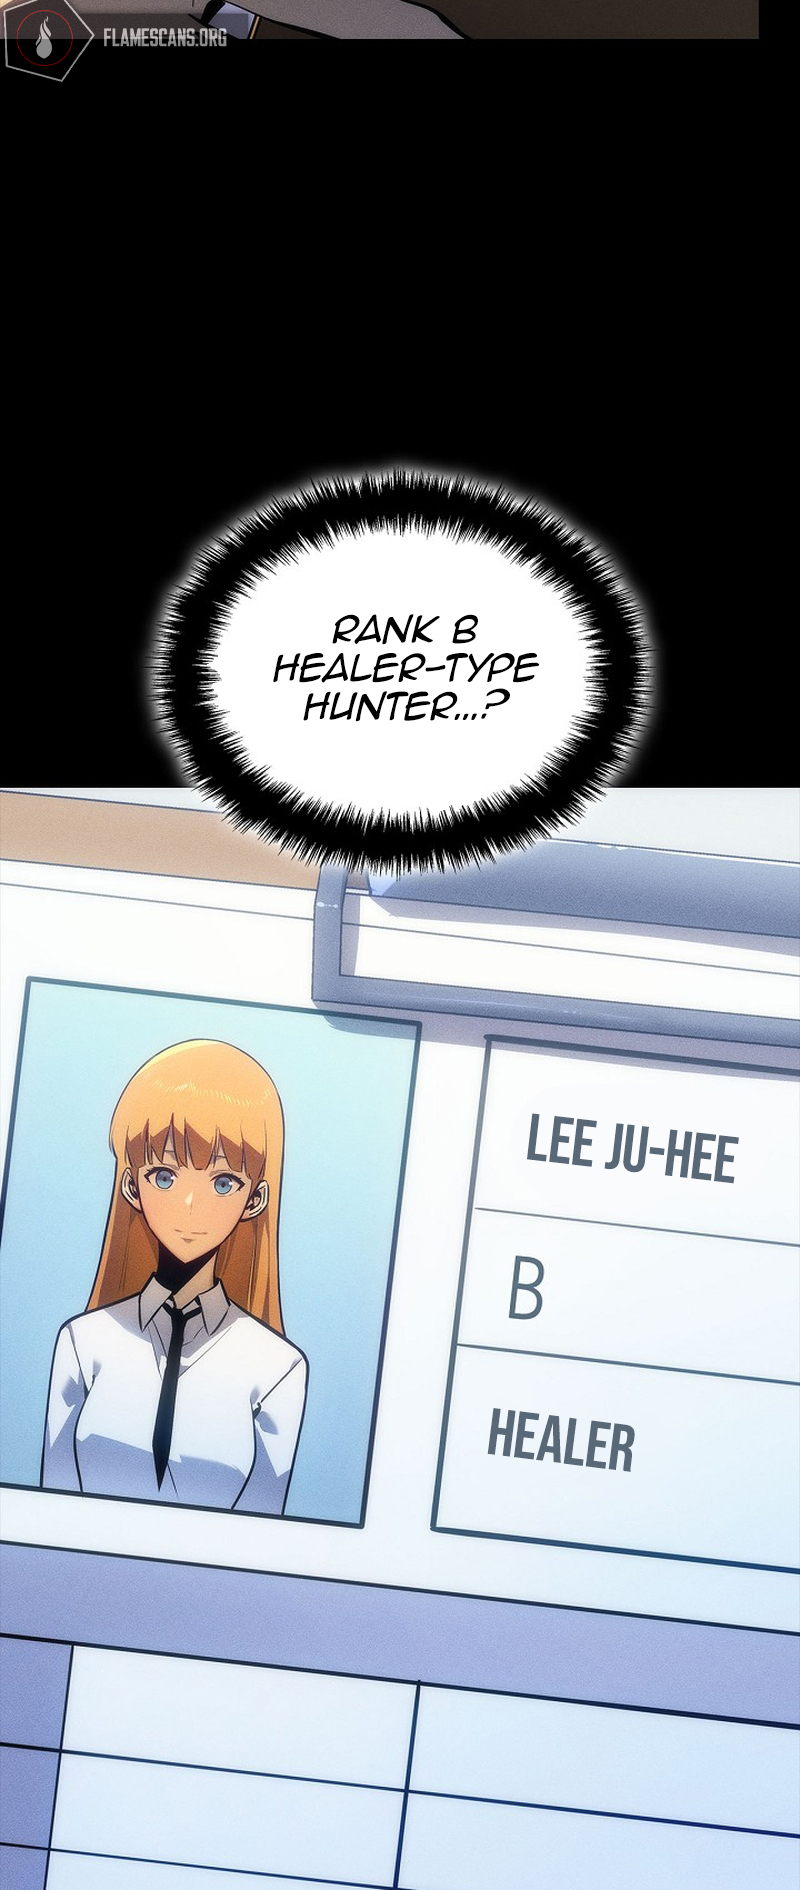 FLAMESCANS.ORG
RANK B
HEALER-TYPE
HUNTER...?
LEE JU-HEE
B
HEALER